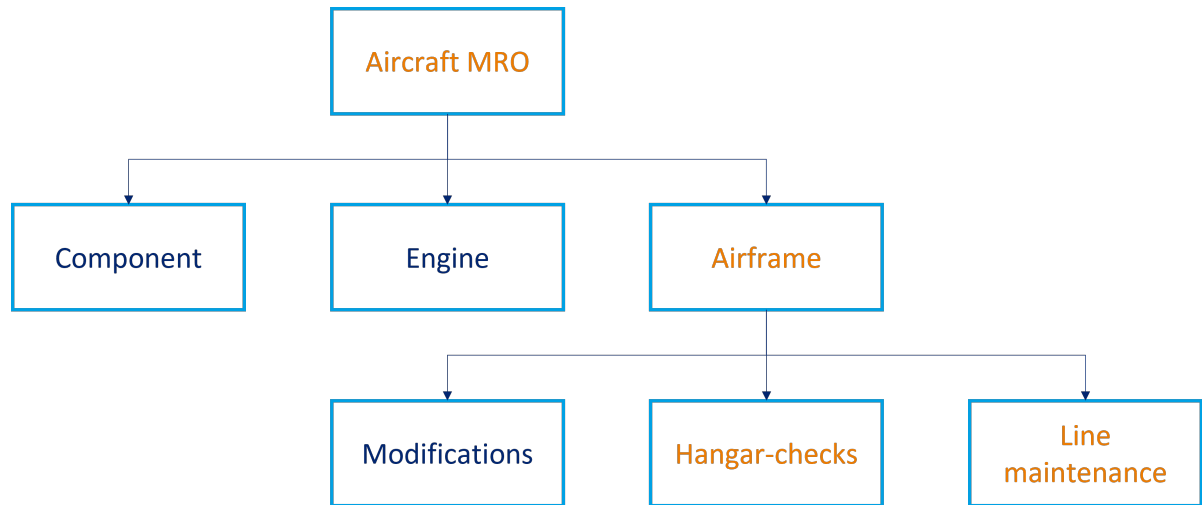 Aircraft MRO
Component
Engine
Airframe
Modifications
Hangar-checks
Line
maintenance